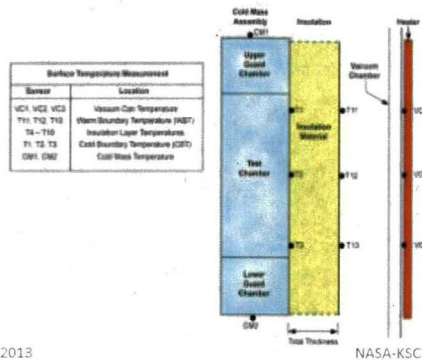 Cold Mass
Assembly
Insulation
Heater
CM1
Upper
Guard
Chamber
Vacuum
Chamber
Surface Temperature Measurement
Sensor Location
VC1, VC2, VC3 Vacuum Can Temperature
T11, T12, T13 Warm Boundary Temperature (WBT)
T4 – T10 Insulation Layer Temperatures
T1, T2, T3 Cold Boundary Temperature (CBT)
CM1, CM2 Cold Mass Temperature
T1
T11
VC
Insulation
Material
Test
Chamber
T2
T12
VC
T3
T13
VC
Lower
Guard
Chamber
CM2
Total Thickness
2013
NASA-KSC